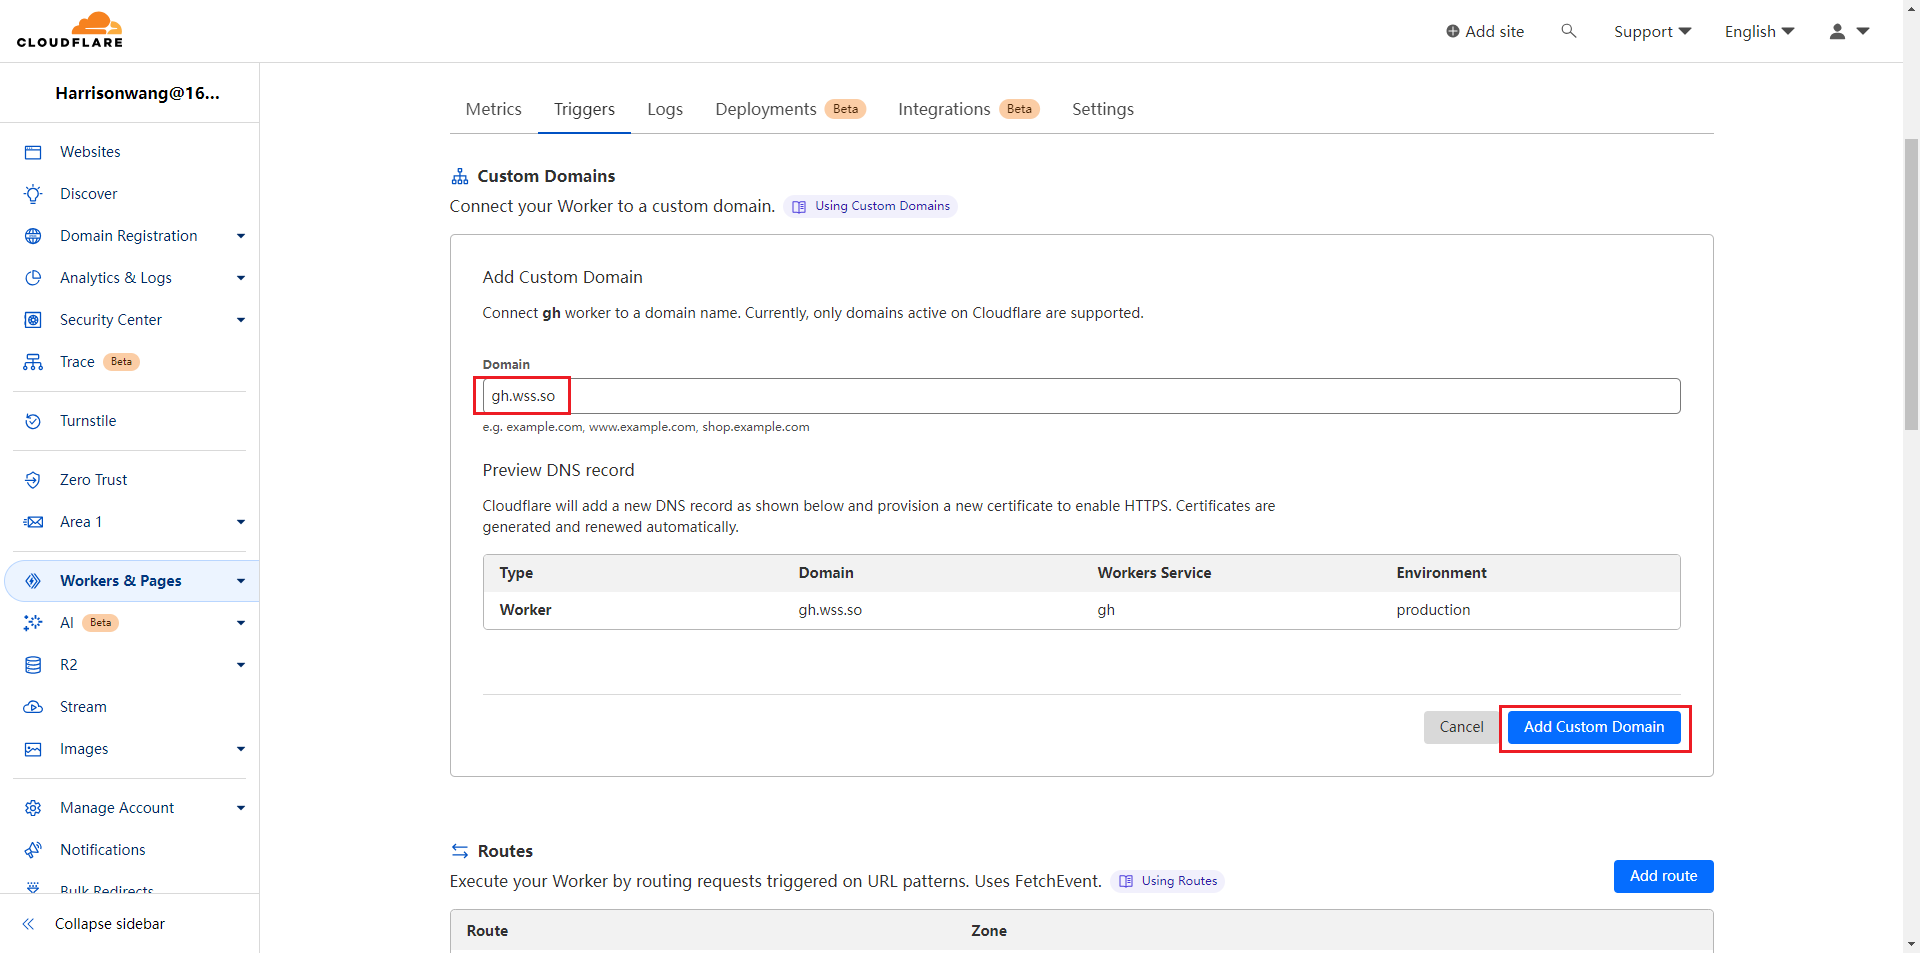 CLOUDFLARE
Add site
Support
English
Harrisonwang@16...
Websites
Discover
Domain Registration
Analytics & Logs
Security Center
Trace Beta
Turnstile
Zero Trust
Area 1
Workers & Pages
AI Beta
R2
Stream
Images
Manage Account
Notifications
Bulk Redirects
Collapse sidebar
Metrics Triggers Logs Deployments Beta Integrations Beta Settings
Custom Domains
Connect your Worker to a custom domain. Using Custom Domains
Add Custom Domain
Connect gh worker to a domain name. Currently, only domains active on Cloudflare are supported.
Domain
gh.wss.so
e.g. example.com, www.example.com, shop.example.com
Preview DNS record
Cloudflare will add a new DNS record as shown below and provision a new certificate to enable HTTPS. Certificates are
generated and renewed automatically.
Type Domain Workers Service Environment
Worker gh.wss.so gh production
Cancel Add Custom Domain
Routes
Execute your Worker by routing requests triggered on URL patterns. Uses FetchEvent. Using Routes
Add route
Route Zone